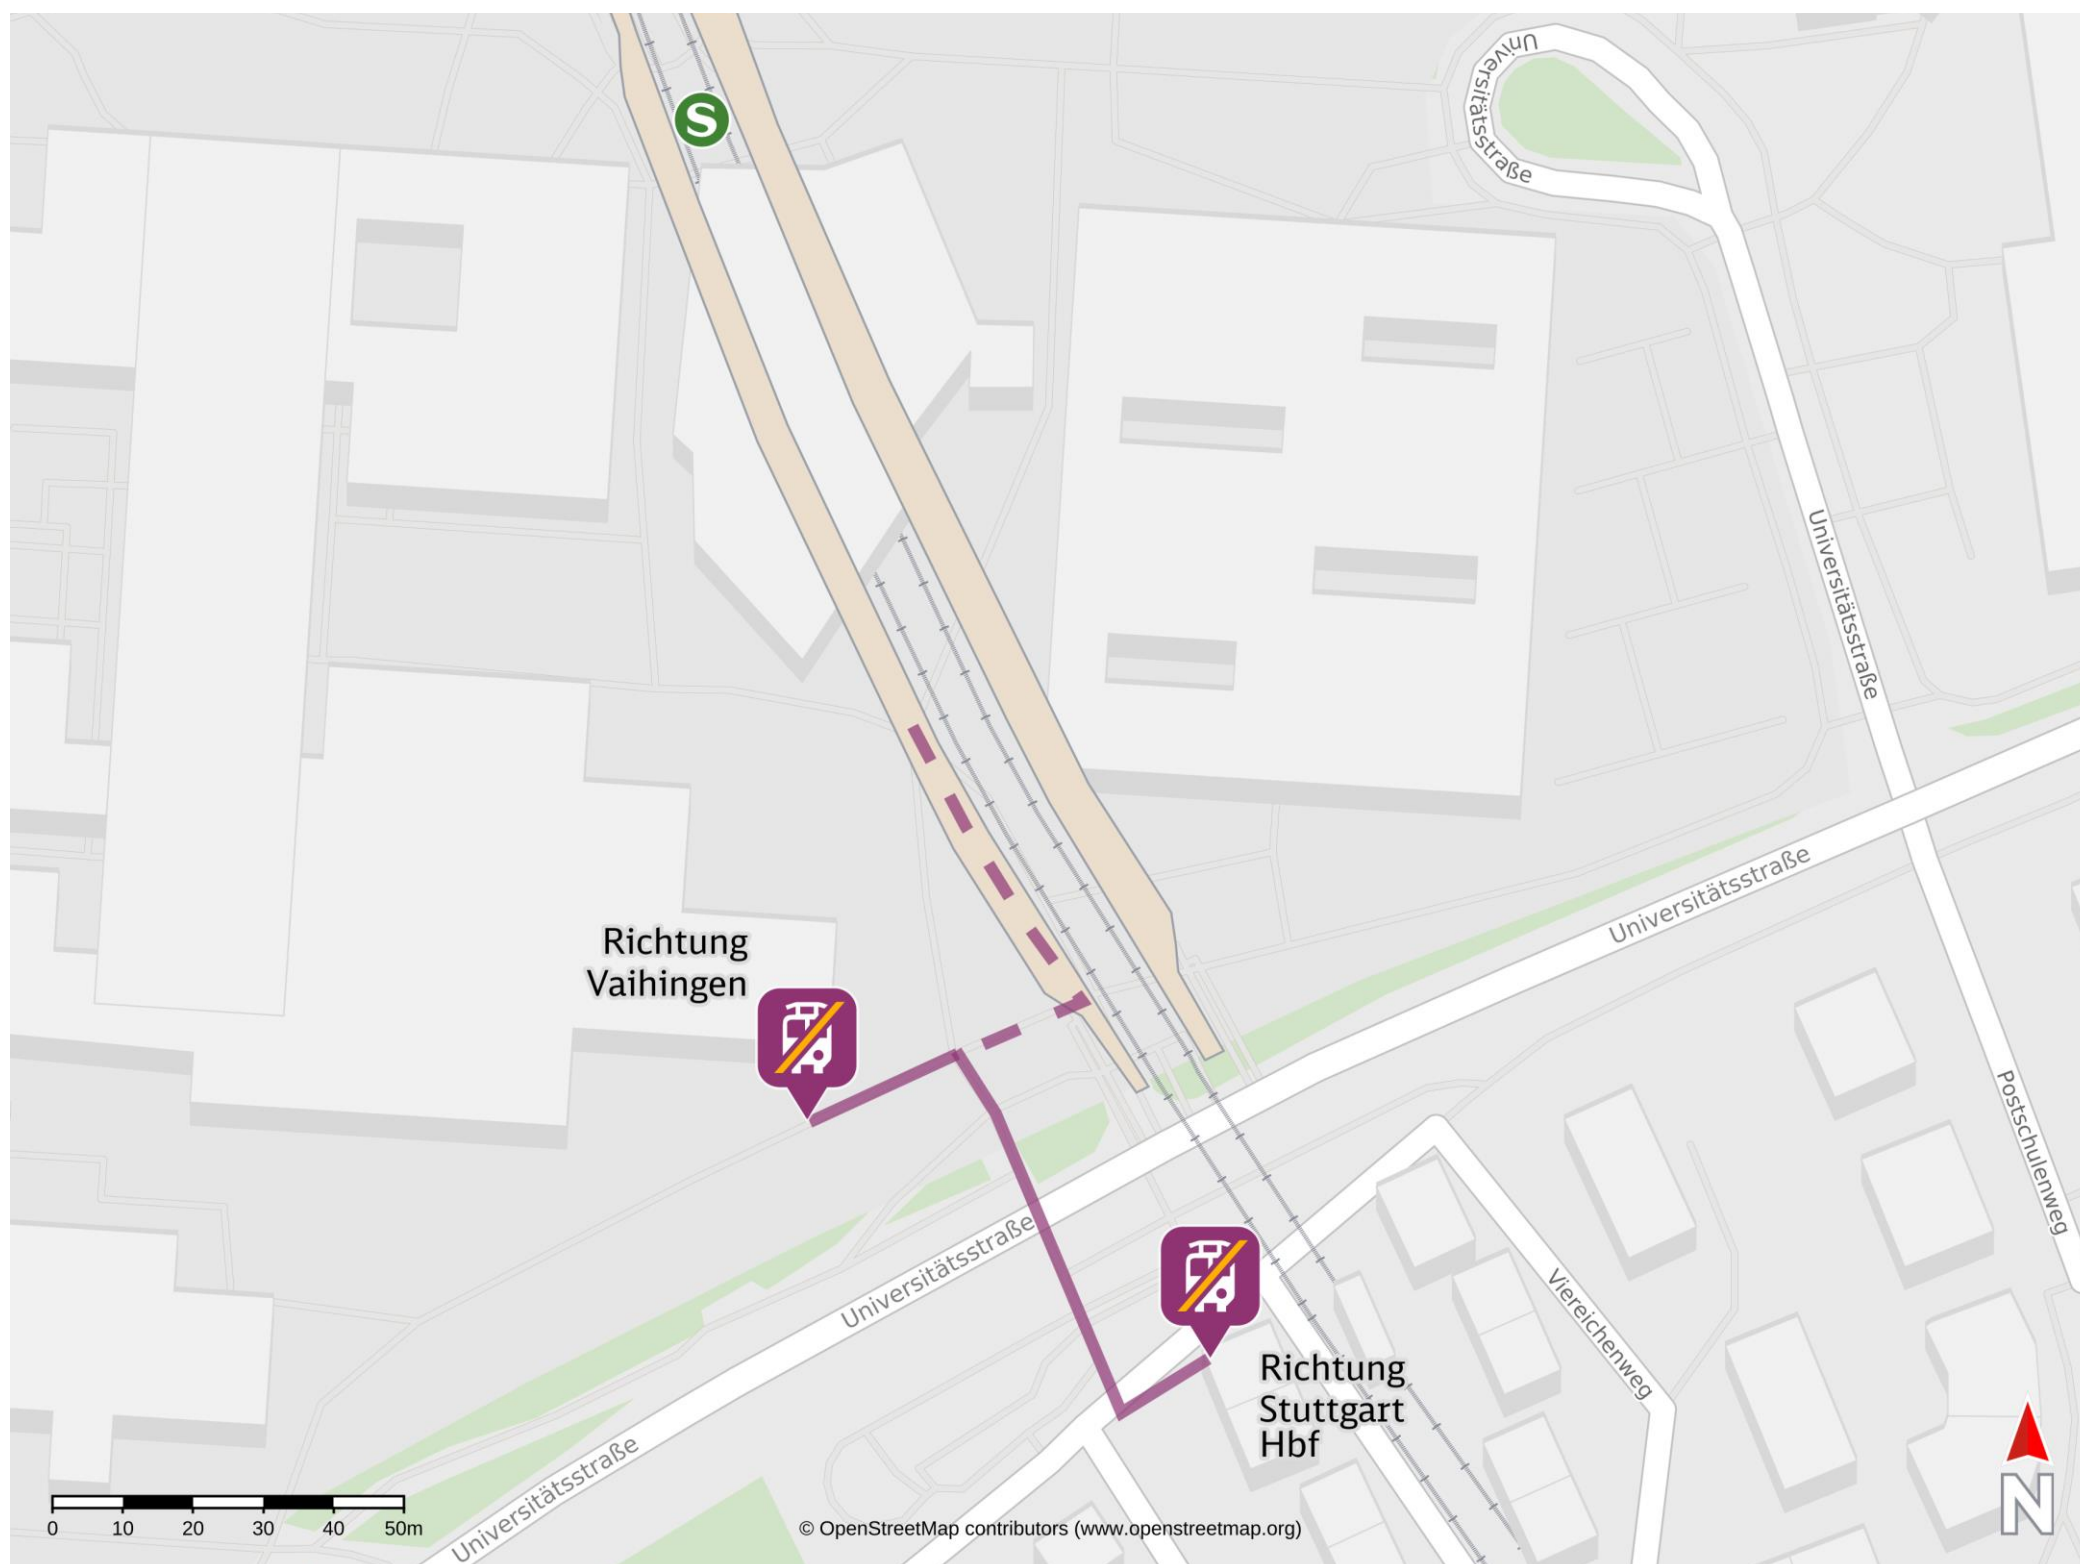 Universitätsstraße
Universitätsstraße
S
Universitätsstraße
Universitätsstraße
Richtung
Vaihingen
Postschulenweg
Universitätsstraße
Viereichenweg
Richtung
Stuttgart
Hbf
Universitätsstraße
N
0 10 20 30 40 50m
© OpenStreetMap contributors (www.openstreetmap.org)